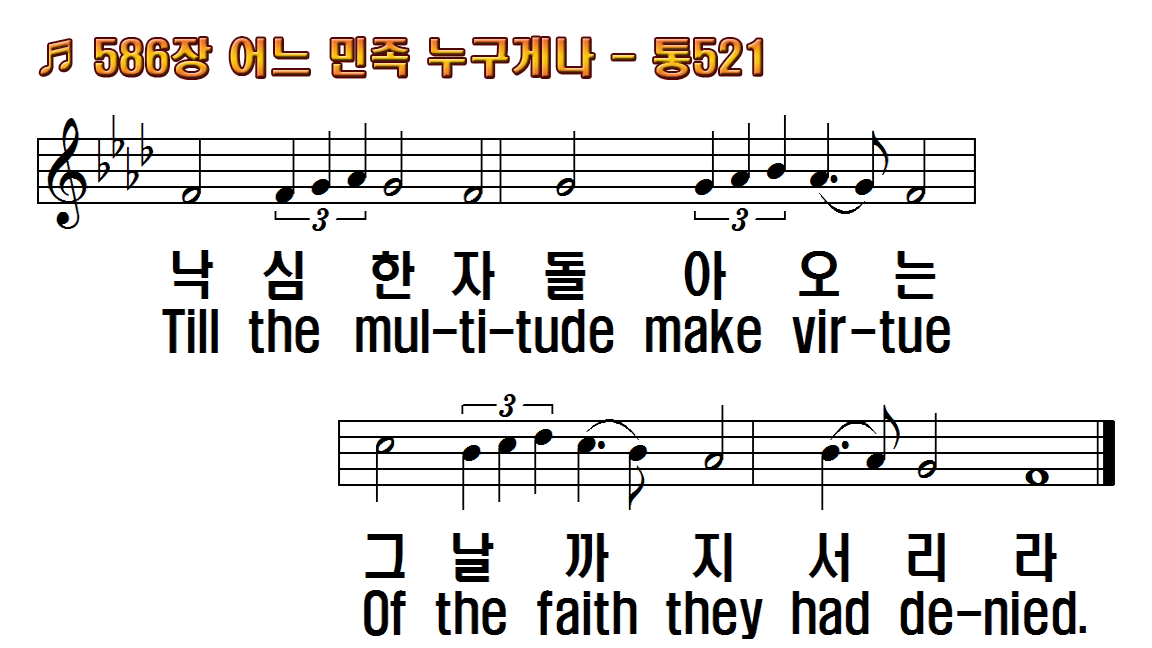 ♬ 586장 어느 민족 누구게나 - 통521
3 3
낙 심 한 자 돌 아 오 는
Till the mul-ti-tude make vir-tue
3
그 날 까 지 서 리 라
Of the faith they had de-nied.